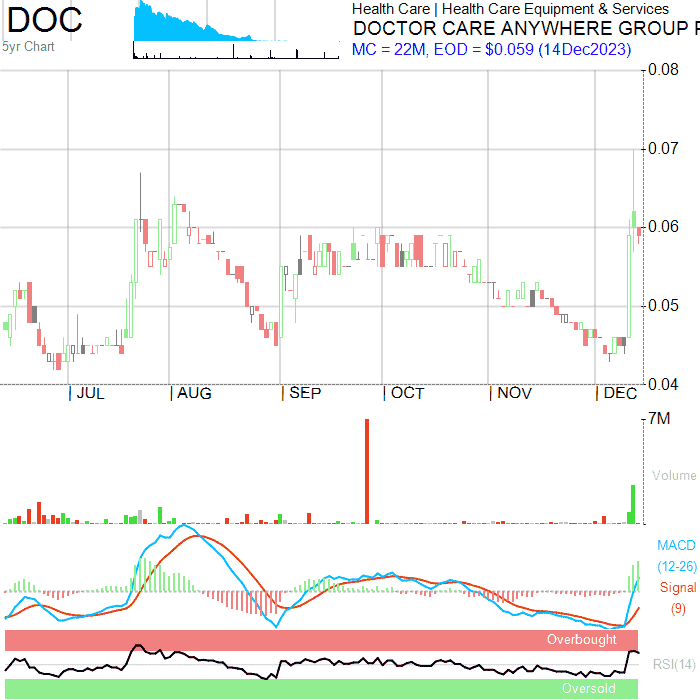 DOC
5yr Chart
Health Care | Health Care Equipment & Services
DOCTOR CARE ANYWHERE GROUP
MC = 22M, EOD = $0.059 (14Dec2023)
0.08
0.07
0.06
0.05
0.04
JUL
AUG
SEP
OCT
NOV
DEC
7M
Volume
MACD
(12-26)
Signal
(9)
Overbought
RSI(14)
Oversold